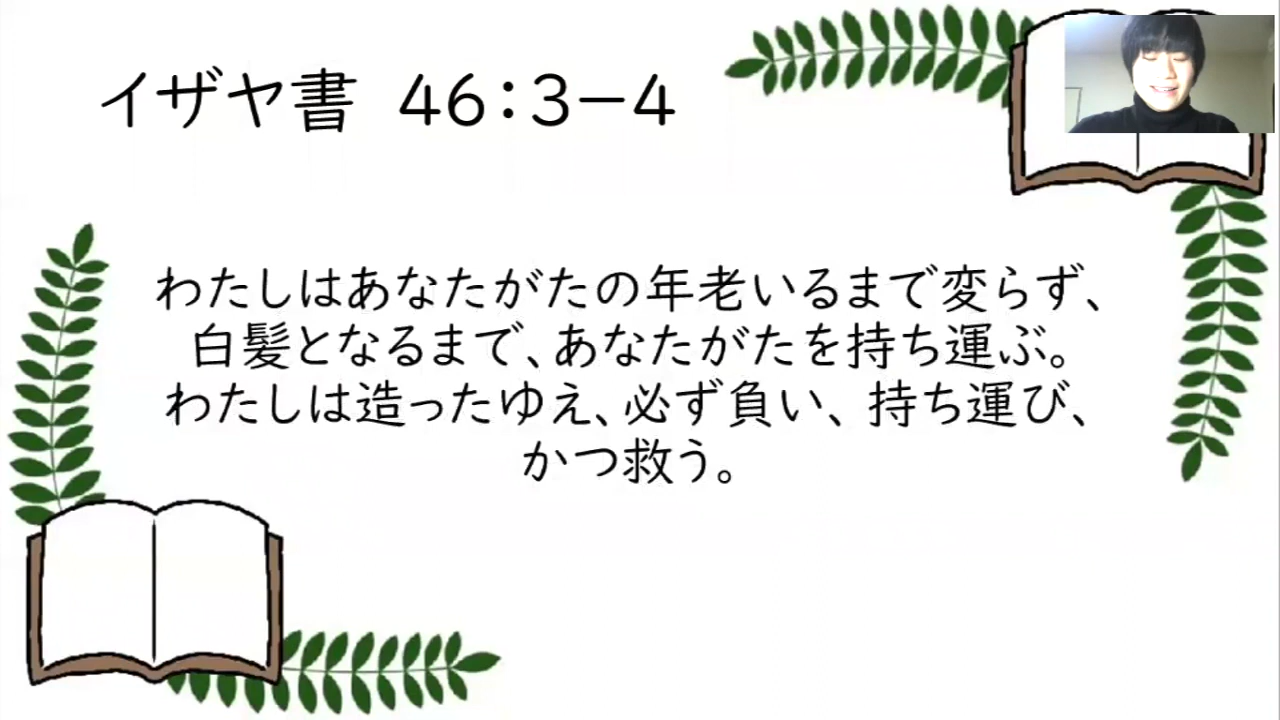 イザヤ書 46:3-4
わたしはあなたがたの年老いるまで変らず、
白髪となるまで、あなたがたを持ち運ぶ。
わたしは造ったゆえ、必ず負い、持ち運び、
かつ救う。